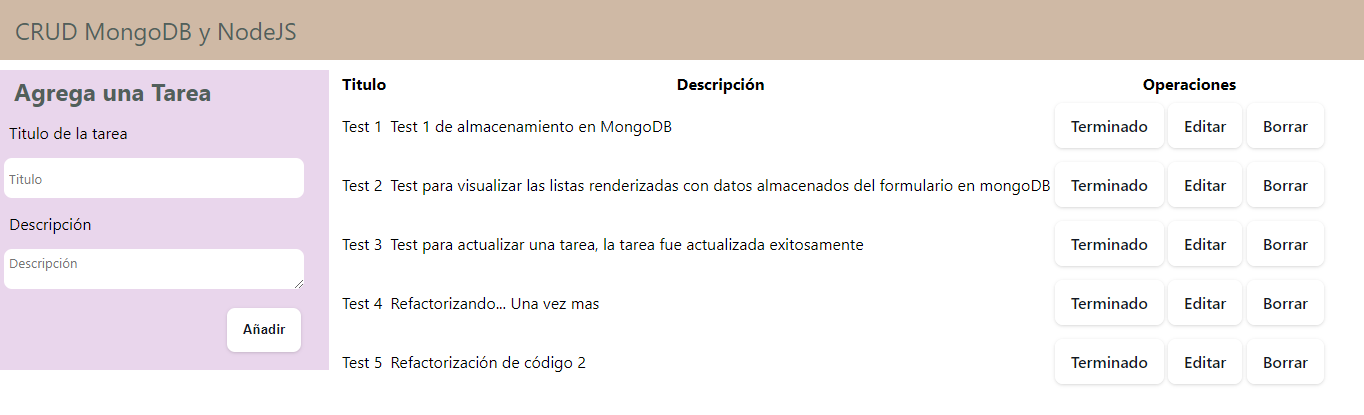 CRUD MongoDB y NodeJS
Agrega una Tarea
Titulo de la tarea
Titulo
Descripción
Descripción
Añadir
Titulo Descripción Operaciones
Test 1 Test 1 de almacenamiento en MongoDB Terminado Editar Borrar
Test 2 Test para visualizar las listas renderizadas con datos almacenados del formulario en mongoDB Terminado Editar Borrar
Test 3 Test para actualizar una tarea, la tarea fue actualizada exitosamente Terminado Editar Borrar
Test 4 Refactorizando... Una vez mas Terminado Editar Borrar
Test 5 Refactorización de código 2 Terminado Editar Borrar